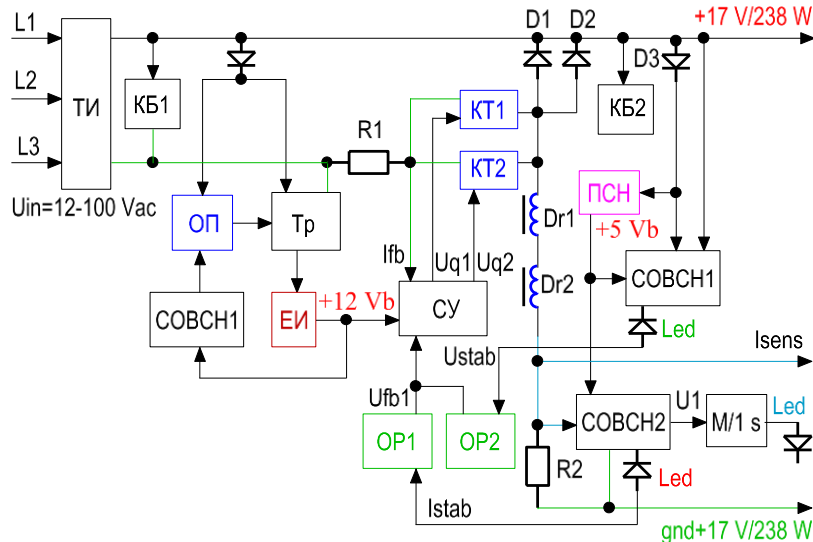 L1
L2
L3
Uin=12-100 Vac
ТИ
КБ1
ОП
Тр
СОВСН1
ЕИ
+12 Vb
R1
Ifb
Uq1
Uq2
КТ1
КТ2
СУ
D1
D2
КБ2
D3
+17 V/238 W
Dr1
Dr2
ПСН
+5 Vb
СОВСН1
Led
Ustab
Isens
Ufb1
ОР1
ОР2
СОВСН2
U1
M/1 s
Led
R2
Led
Istab
gnd+17 V/238 W